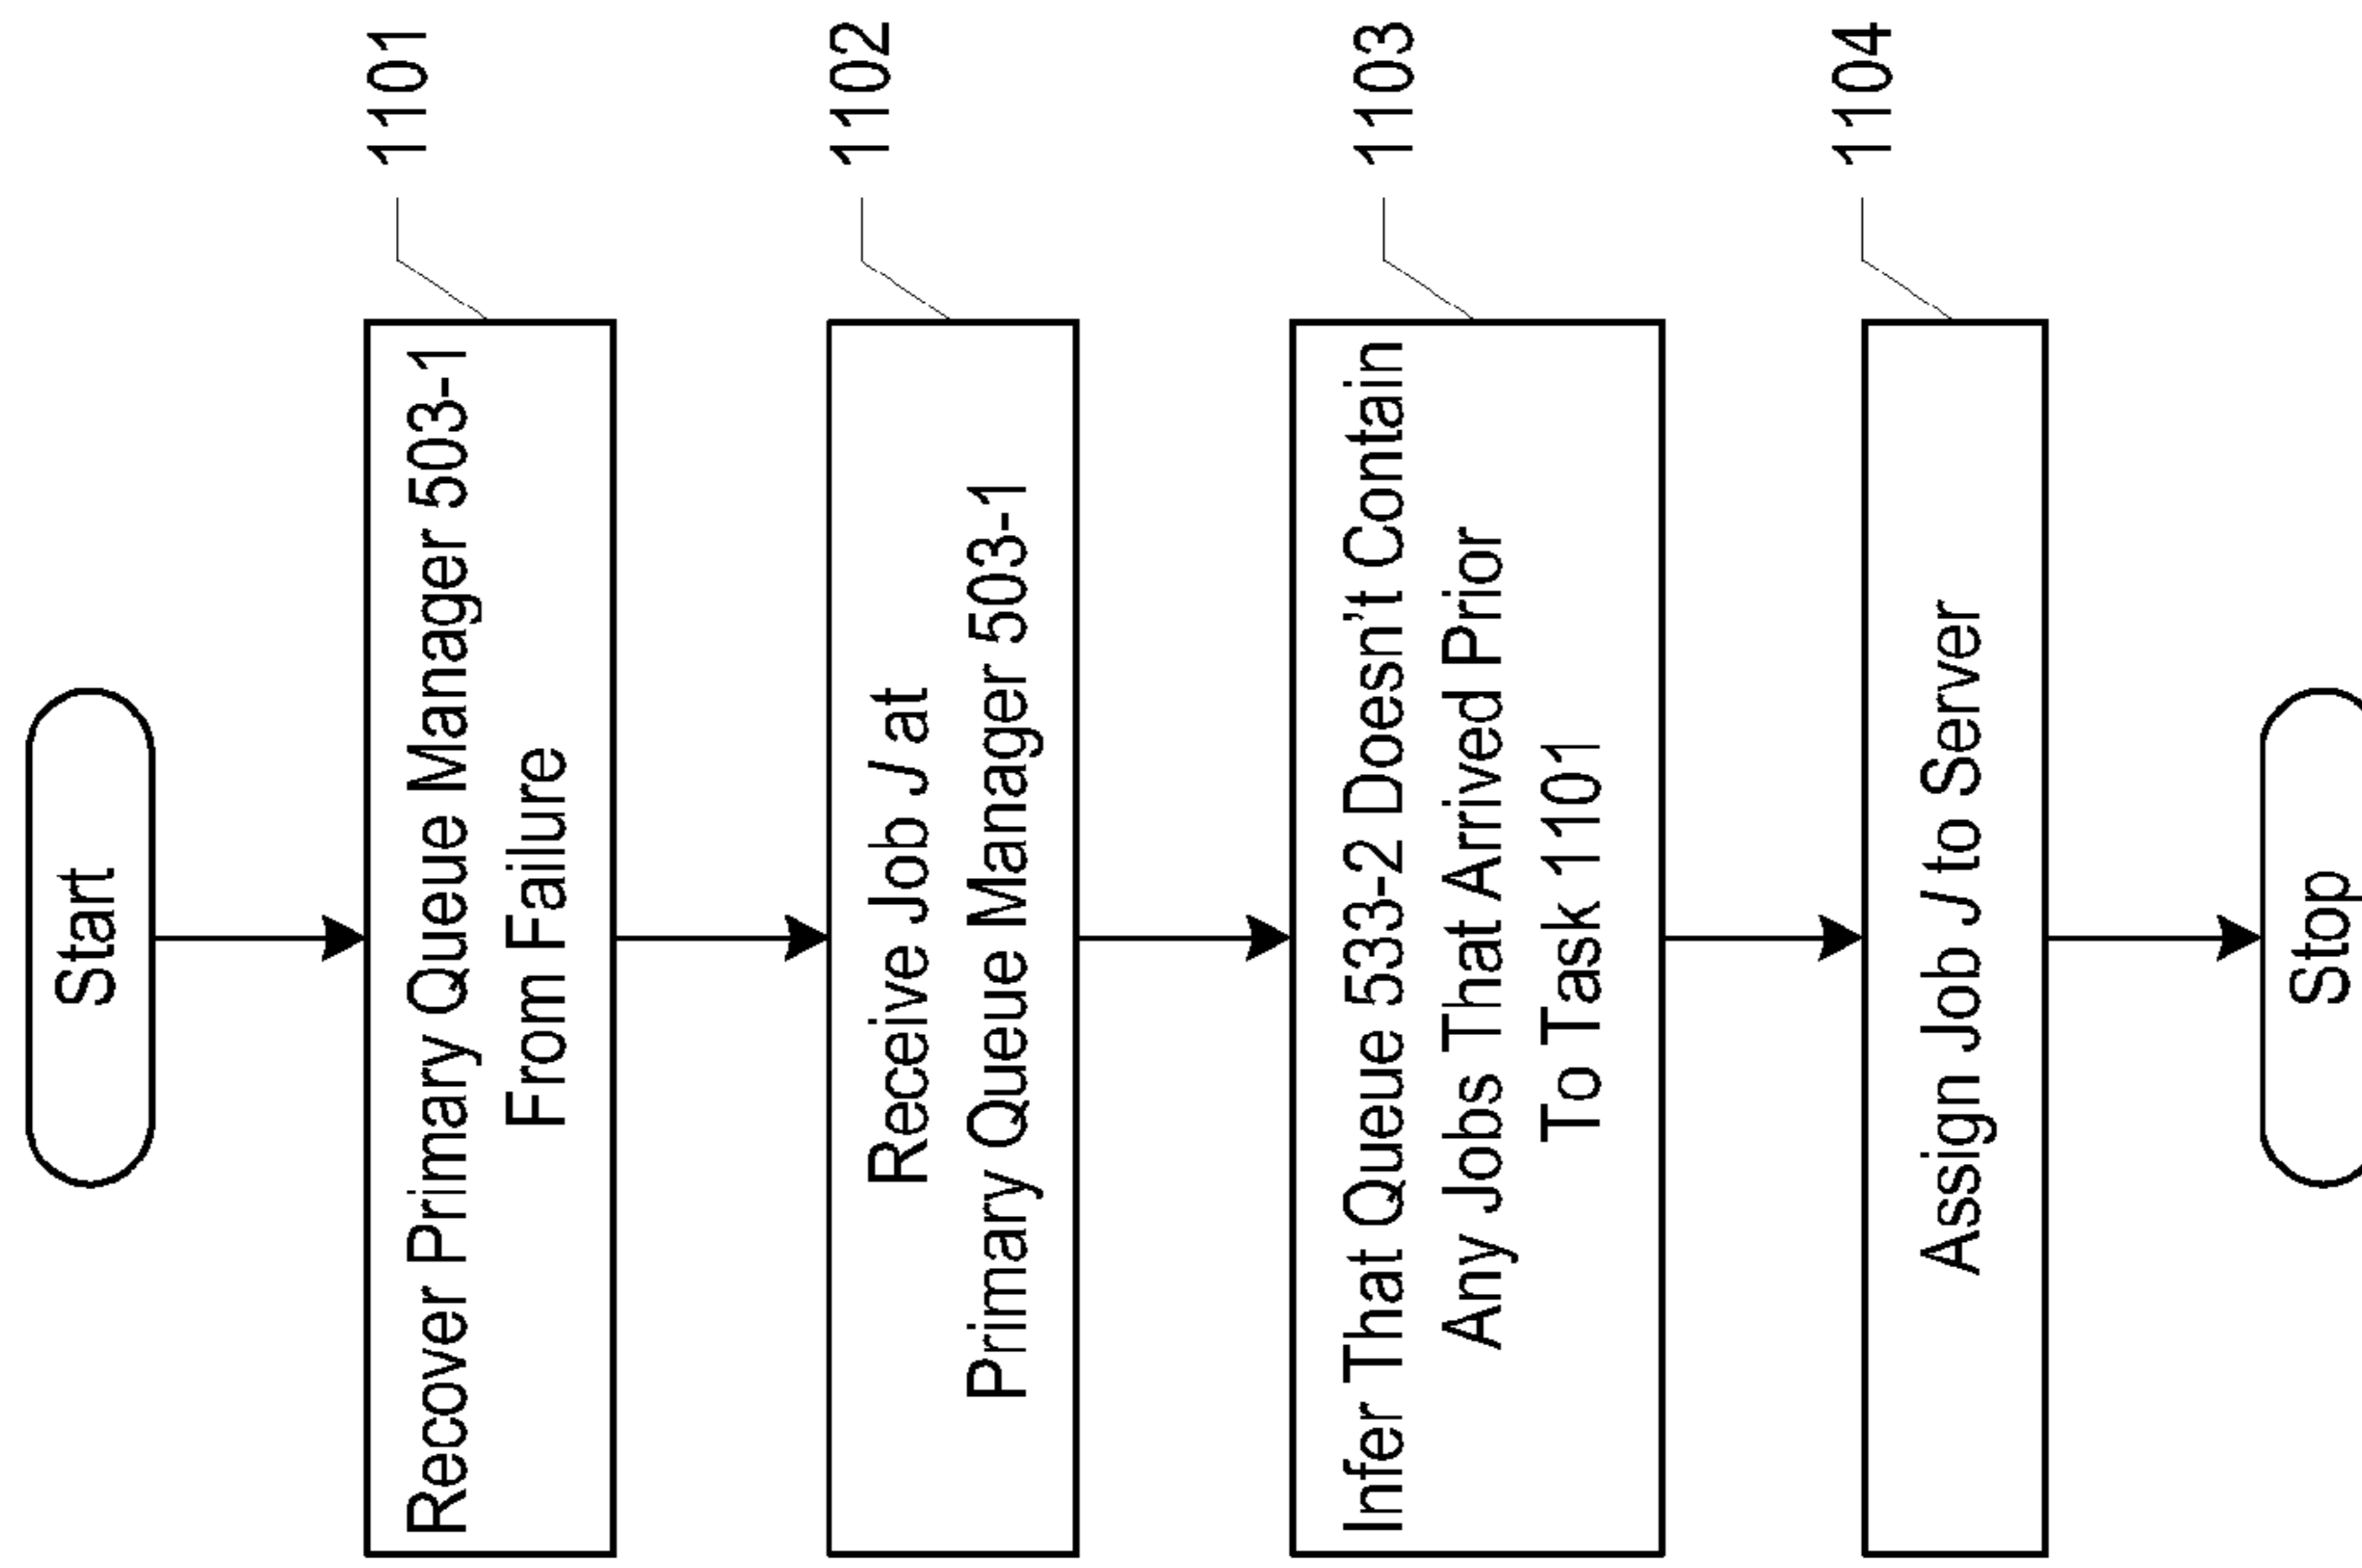 Start
Recover Primary Queue Manager 503-1
From Failure
1101
Receive Job J at
Primary Queue Manager 503-1
1102
Infer That Queue 533-2 Doesn't Contain
Any Jobs That Arrived Prior
To Task 1101
1103
Assign Job J to Server
1104
Stop